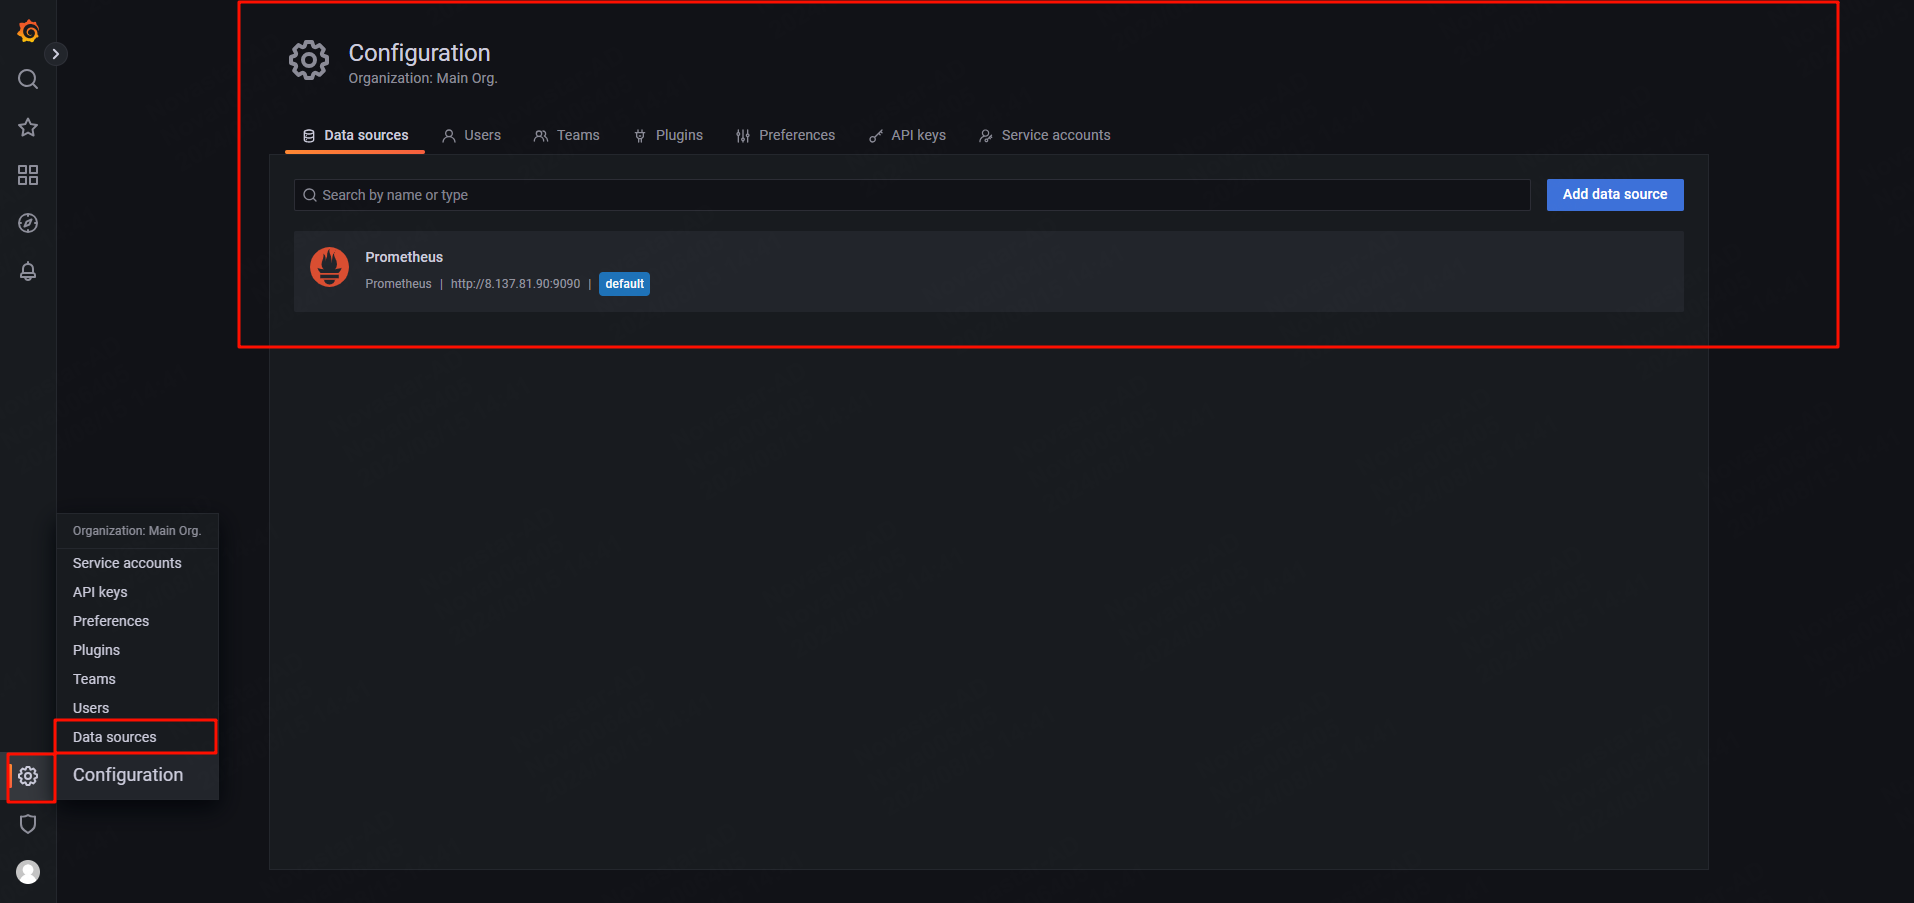 Configuration
Organization: Main Org.
Data sources Users Teams Plugins Preferences API keys Service accounts
Search by name or type Add data source
Prometheus
Prometheus | http://8.137.81.90:9090 | default
Organization: Main Org.
Service accounts
API keys
Preferences
Plugins
Teams
Users
Data sources
Configuration